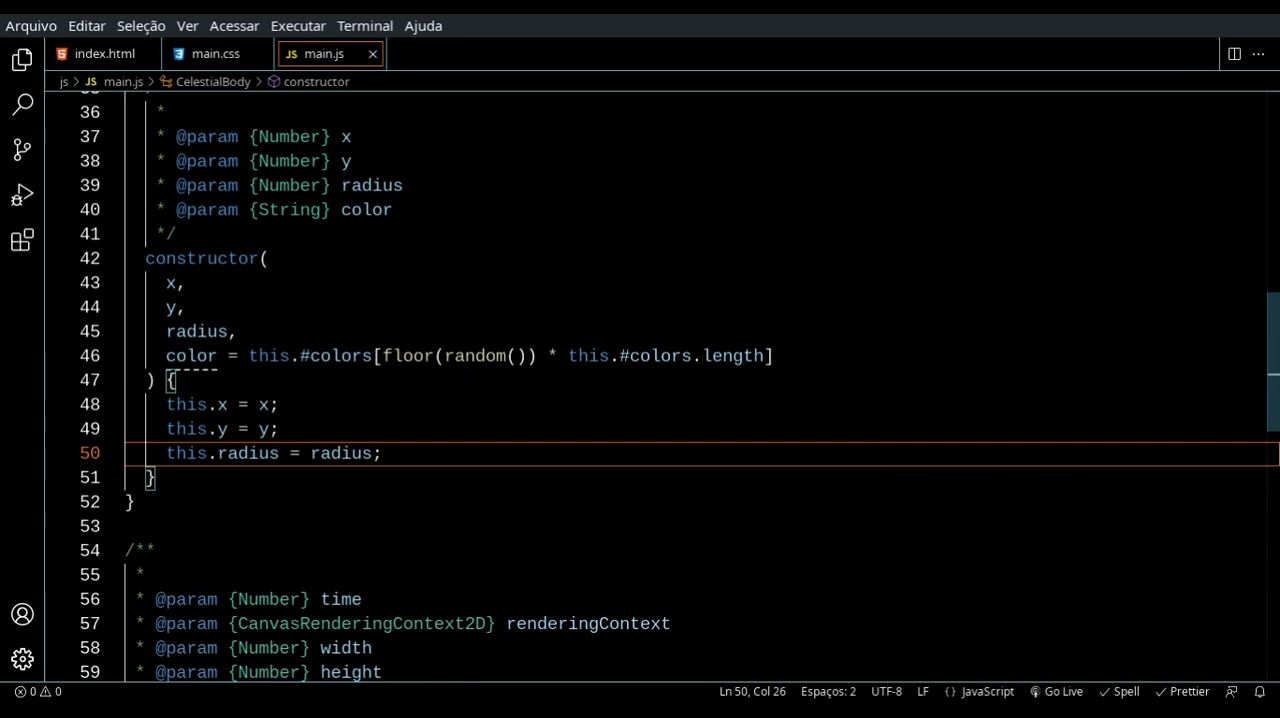 Arquivo Editar Seleção Ver Acessar Executar Terminal Ajuda
index.html main.css JS main.js
js > JS main.js > CelestialBody > constructor
36 *
37 * @param {Number} x
38 * @param {Number} y
39 * @param {Number} radius
40 * @param {String} color
41 */
42 constructor(
43 x,
44 y,
45 radius,
46 color = this.#colors[floor(random()) * this.#colors.length]
47 ) {
48 this.x = x;
49 this.y = y;
50 this.radius = radius;
51 }
52 }
53
54 /**
55 *
56 * @param {Number} time
57 * @param {CanvasRenderingContext2D} renderingContext
58 * @param {Number} width
59 * @param {Number} height
0 0 Ln 50, Col 26 Espaços: 2 UTF-8 LF {} JavaScript Go Live Spell Prettier